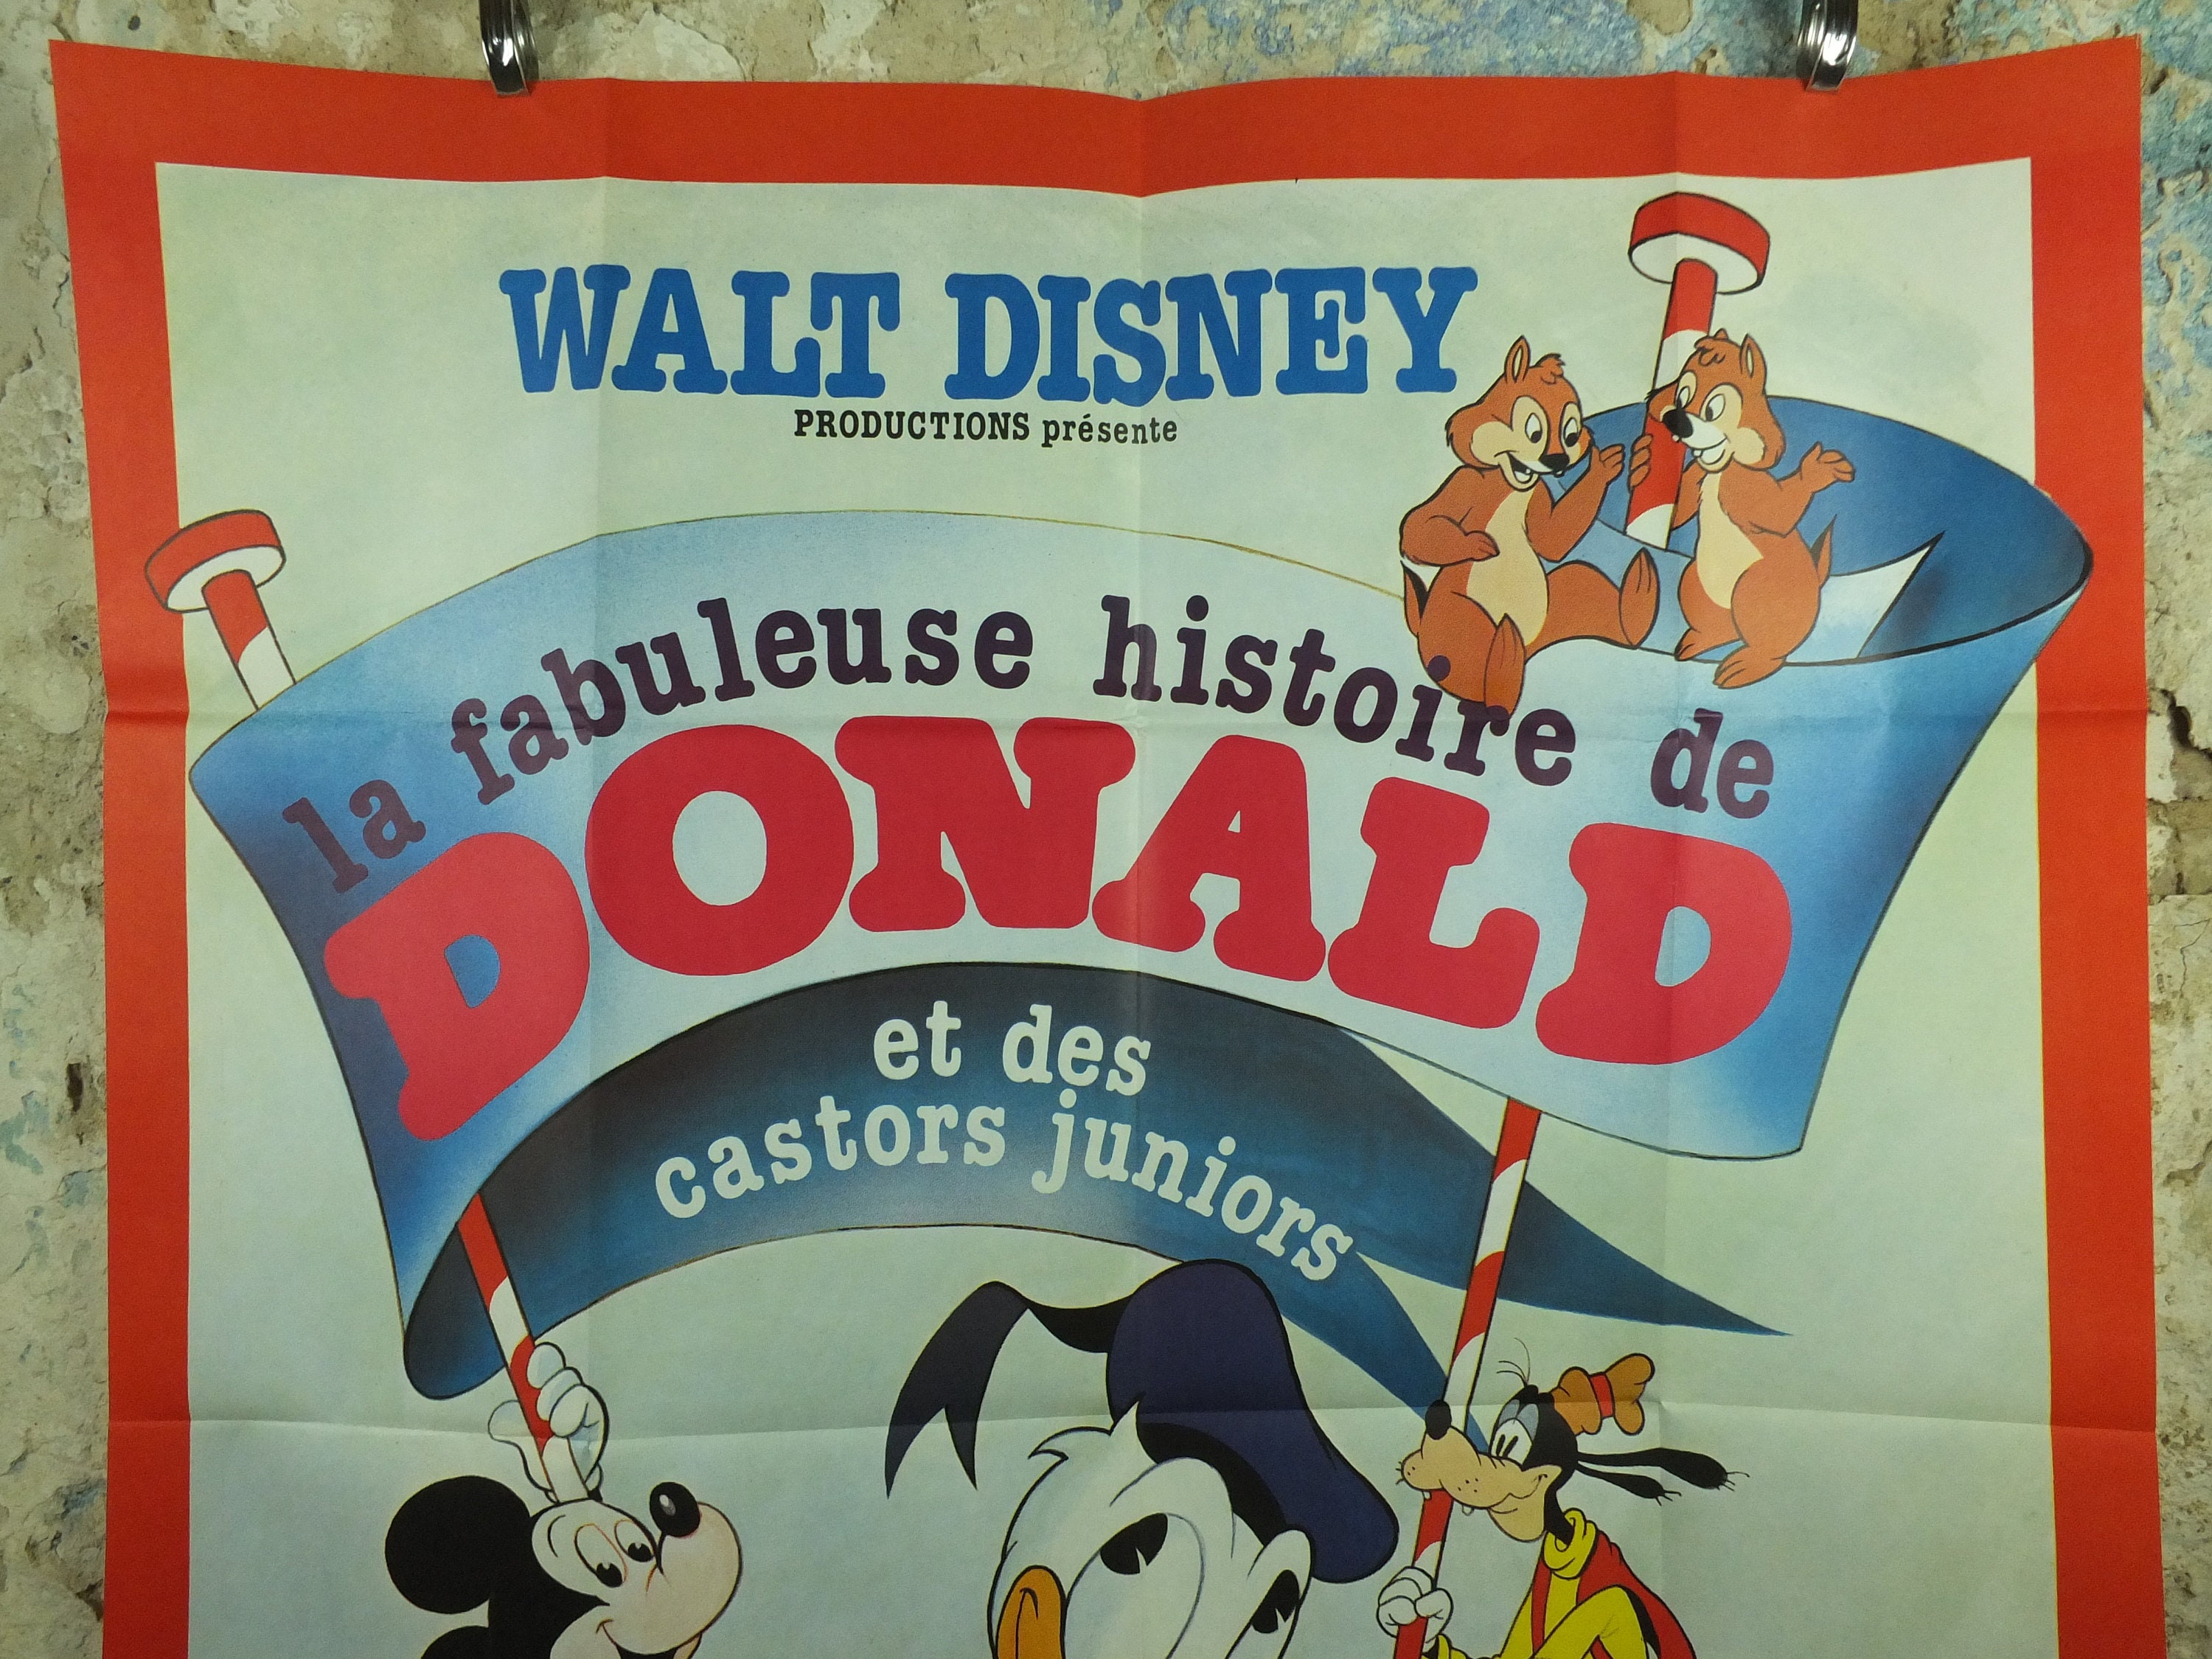 WALT DISNEY
PRODUCTIONS présente
la fabuleuse histoire de
DONALD
et des
castors juniors